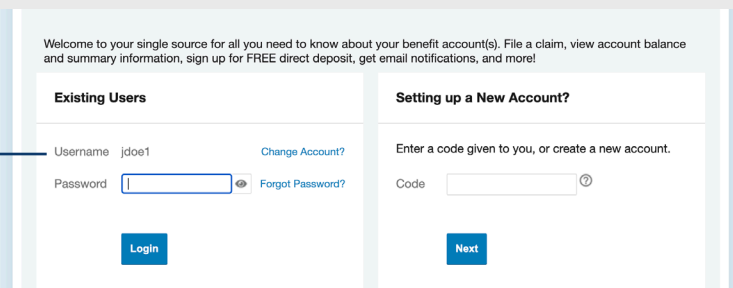 Welcome to your single source for all you need to know about your benefit account(s). File a claim, view account balance
and summary information, sign up for FREE direct deposit, get email notifications, and more!
Existing Users
Username jdoe1 Change Account?
Password Forgot Password?
Login
Setting up a New Account?
Enter a code given to you, or create a new account.
Code
Next